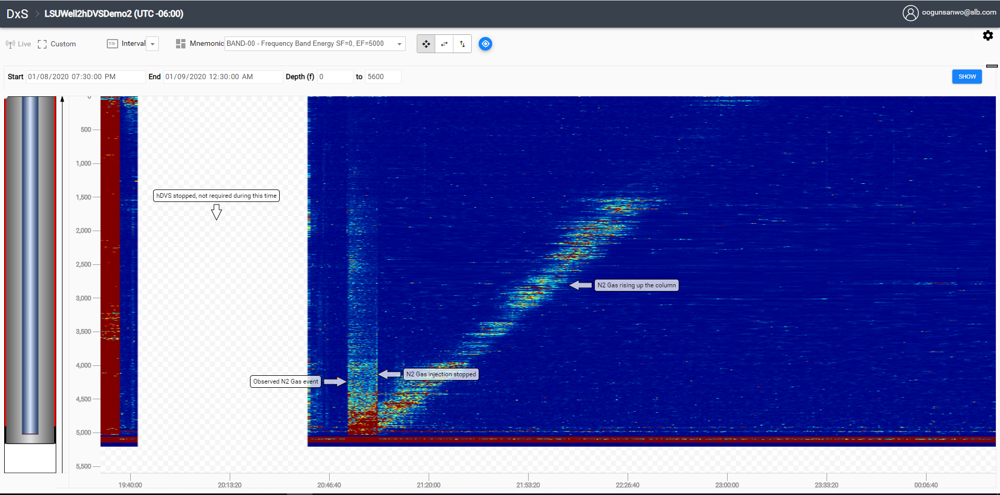 DxS > LSUWell2hDVSDemo2 (UTC -06:00)
oogunsanwo@slb.com
Live Custom T/D Interval Mnemonic BAND-00 - Frequency Band Energy SF=0, EF=5000
Start 01/08/2020 07:30:00 PM End 01/09/2020 12:30:00 AM Depth (f) 0 to 5600
SHOW
0
500
1,000
hDVS stopped, not required during this time
1,500
2,000
2,500
N2 Gas rising up the column
3,000
3,500
4,000
N2 Gas injection stopped
Observed N2 Gas event
4,500
5,000
5,500
19:40:00 20:13:20 20:46:40 21:20:00 21:53:20 22:26:40 23:00:00 23:33:20 00:06:40